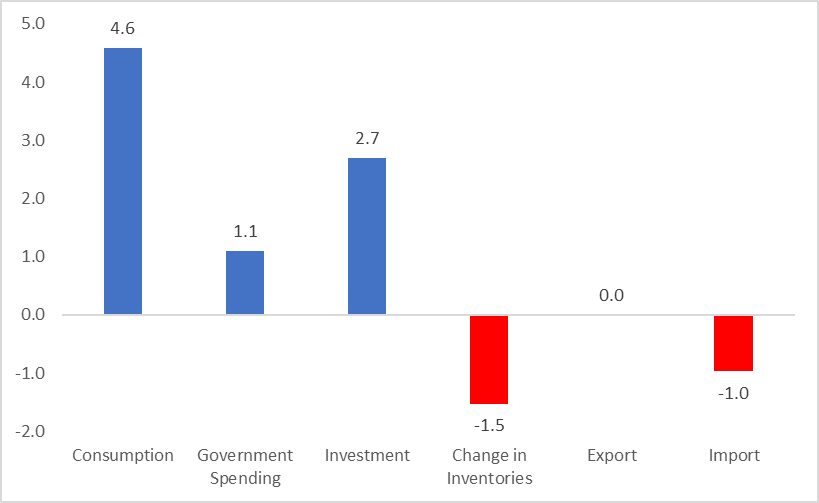 5.0
4.0
3.0
2.0
1.0
0.0
-1.0
-2.0
4.6
1.1
2.7
-1.5
0.0
-1.0
Consumption
Government
Spending
Investment
Change in
Inventories
Export
Import